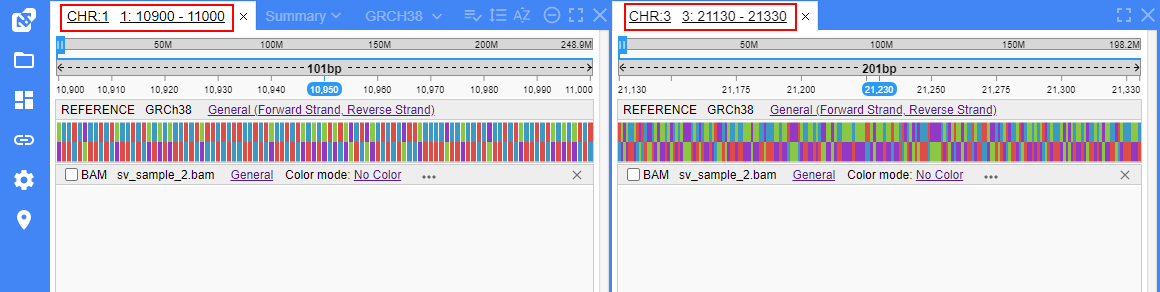 CHR:1 1: 10900 - 11000 × Summary GRCH38 AZ
50M 100M 150M 200M 248.9M
101bp
10,900 10,910 10,920 10,930 10,940 10,950 10,960 10,970 10,980 10,990 11,000
REFERENCE GRCh38 General (Forward Strand, Reverse Strand)
BAM sv_sample_2.bam General Color mode: No Color ••• ×
CHR:3 3: 21130 - 21330 ×
50M 100M 150M 198.2M
201bp
21,130 21,175 21,200 21,230 21,250 21,275 21,300 21,330
REFERENCE GRCh38 General (Forward Strand, Reverse Strand)
BAM sv_sample_2.bam General Color mode: No Color ••• ×